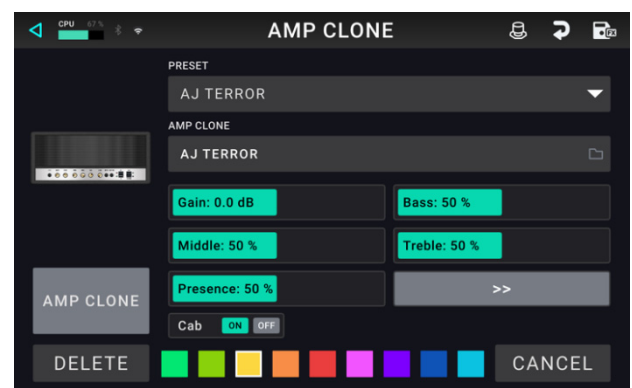 CPU 67 % AMP CLONE FX
PRESET
AJ TERROR
AMP CLONE
AJ TERROR
Gain: 0.0 dB Bass: 50 %
Middle: 50 % Treble: 50 %
Presence: 50 % >>
AMP CLONE
Cab ON OFF
DELETE CANCEL